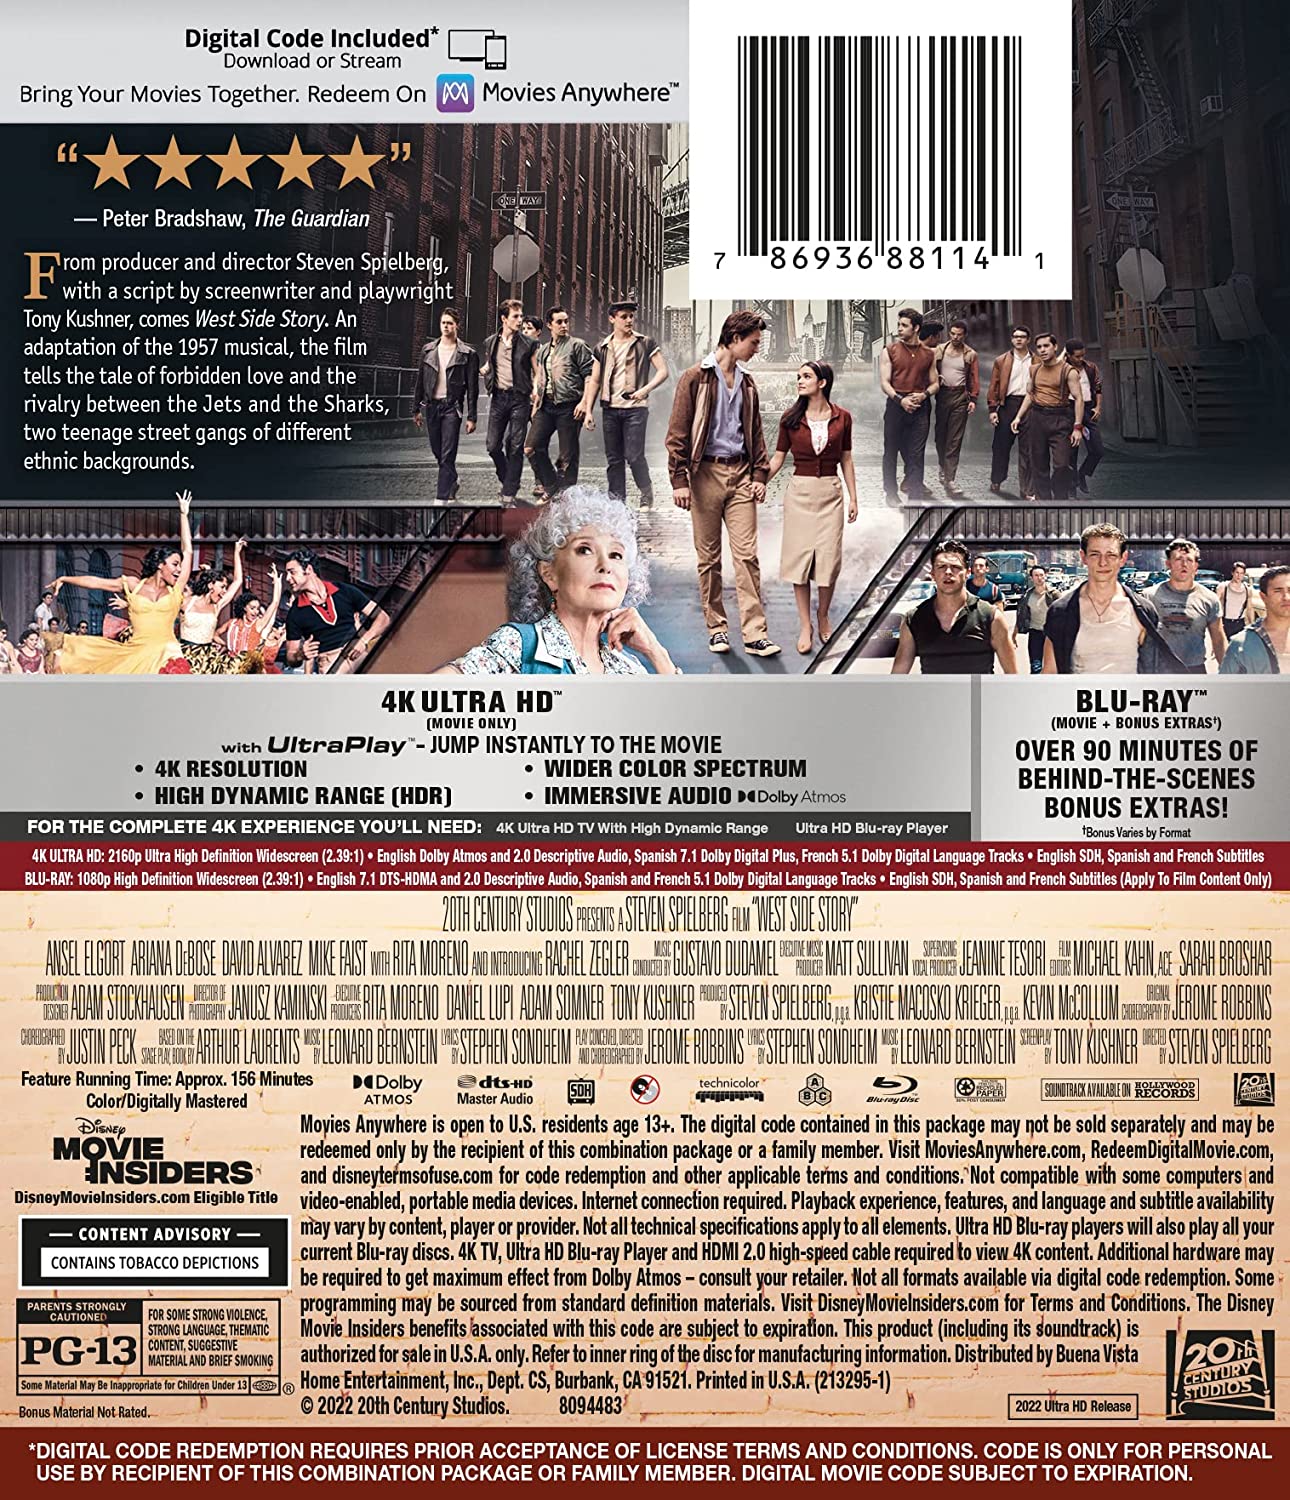 Digital Code Included*
Download or Stream
Bring Your Movies Together. Redeem On Movies Anywhere™
7 86936 88114 1
“★★★★★”
— Peter Bradshaw, The Guardian
ONE WAY
ONE WAY
From producer and director Steven Spielberg,
with a script by screenwriter and playwright
Tony Kushner, comes West Side Story. An
adaptation of the 1957 musical, the film
tells the tale of forbidden love and the
rivalry between the Jets and the Sharks,
two teenage street gangs of different
ethnic backgrounds.
4K ULTRA HD™
(MOVIE ONLY)
with UltraPlay™ - JUMP INSTANTLY TO THE MOVIE
• 4K RESOLUTION • WIDER COLOR SPECTRUM
• HIGH DYNAMIC RANGE (HDR) • IMMERSIVE AUDIO Dolby Atmos
BLU-RAY™
(MOVIE + BONUS EXTRAS†)
OVER 90 MINUTES OF
BEHIND-THE-SCENES
BONUS EXTRAS!
†Bonus Varies by Format
FOR THE COMPLETE 4K EXPERIENCE YOU'LL NEED: 4K Ultra HD TV With High Dynamic Range Ultra HD Blu-ray Player
4K ULTRA HD: 2160p Ultra High Definition Widescreen (2.39:1) • English Dolby Atmos and 2.0 Descriptive Audio, Spanish 7.1 Dolby Digital Plus, French 5.1 Dolby Digital Language Tracks • English SDH, Spanish and French Subtitles
BLU-RAY: 1080p High Definition Widescreen (2.39:1) • English 7.1 DTS-HDMA and 2.0 Descriptive Audio, Spanish and French 5.1 Dolby Digital Language Tracks • English SDH, Spanish and French Subtitles (Apply To Film Content Only)
20TH CENTURY STUDIOS PRESENTS A STEVEN SPIELBERG FILM "WEST SIDE STORY"
ANSEL ELGORT ARIANA DeBOSE DAVID ALVAREZ MIKE FAIST WITH RITA MORENO AND INTRODUCING RACHEL ZEGLER MUSIC CONDUCTED BY GUSTAVO DUDAMEL EXECUTIVE MUSIC PRODUCER MATT SULLIVAN SUPERVISING VOCAL PRODUCER JEANINE TESORI FILM EDITORS MICHAEL KAHN, ACE SARAH BROSHAR
PRODUCTION DESIGNER ADAM STOCKHAUSEN DIRECTOR OF PHOTOGRAPHY JANUSZ KAMINSKI EXECUTIVE PRODUCERS RITA MORENO DANIEL LUPI ADAM SOMNER TONY KUSHNER PRODUCED BY STEVEN SPIELBERG, p.g.a. KRISTIE MACOSKO KRIEGER, p.g.a. KEVIN McCOLLUM ORIGINAL CHOREOGRAPHY BY JEROME ROBBINS
CHOREOGRAPHED BY JUSTIN PECK BASED ON THE STAGE PLAY, BOOK BY ARTHUR LAURENTS MUSIC BY LEONARD BERNSTEIN LYRICS BY STEPHEN SONDHEIM PLAY CONCEIVED, DIRECTED AND CHOREOGRAPHED BY JEROME ROBBINS LYRICS BY STEPHEN SONDHEIM MUSIC BY LEONARD BERNSTEIN SCREENPLAY BY TONY KUSHNER DIRECTED BY STEVEN SPIELBERG
Feature Running Time: Approx. 156 Minutes
Color/Digitally Mastered
Dolby ATMOS
dts-HD Master Audio
SDH
technicolor
A B C
Blu-ray Disc
SOUNDTRACK AVAILABLE ON HOLLYWOOD RECORDS
20TH CENTURY STUDIOS
Disney
MOVIE
INSIDERS
DisneyMovieInsiders.com Eligible Title
CONTENT ADVISORY
CONTAINS TOBACCO DEPICTIONS
PARENTS STRONGLY CAUTIONED
PG-13
FOR SOME STRONG VIOLENCE,
STRONG LANGUAGE, THEMATIC
CONTENT, SUGGESTIVE
MATERIAL AND BRIEF SMOKING
Some Material May Be Inappropriate for Children Under 13 ®
Bonus Material Not Rated.
Movies Anywhere is open to U.S. residents age 13+. The digital code contained in this package may not be sold separately and may be
redeemed only by the recipient of this combination package or a family member. Visit MoviesAnywhere.com, RedeemDigitalMovie.com,
and disneytermsofuse.com for code redemption and other applicable terms and conditions. Not compatible with some computers and
video-enabled, portable media devices. Internet connection required. Playback experience, features, and language and subtitle availability
may vary by content, player or provider. Not all technical specifications apply to all elements. Ultra HD Blu-ray players will also play all your
current Blu-ray discs. 4K TV, Ultra HD Blu-ray Player and HDMI 2.0 high-speed cable required to view 4K content. Additional hardware may
be required to get maximum effect from Dolby Atmos – consult your retailer. Not all formats available via digital code redemption. Some
programming may be sourced from standard definition materials. Visit DisneyMovieInsiders.com for Terms and Conditions. The Disney
Movie Insiders benefits associated with this code are subject to expiration. This product (including its soundtrack) is
authorized for sale in U.S.A. only. Refer to inner ring of the disc for manufacturing information. Distributed by Buena Vista
Home Entertainment, Inc., Dept. CS, Burbank, CA 91521. Printed in U.S.A. (213295-1)
© 2022 20th Century Studios. 8094483
2022 Ultra HD Release
20TH CENTURY STUDIOS
*DIGITAL CODE REDEMPTION REQUIRES PRIOR ACCEPTANCE OF LICENSE TERMS AND CONDITIONS. CODE IS ONLY FOR PERSONAL
USE BY RECIPIENT OF THIS COMBINATION PACKAGE OR FAMILY MEMBER. DIGITAL MOVIE CODE SUBJECT TO EXPIRATION.